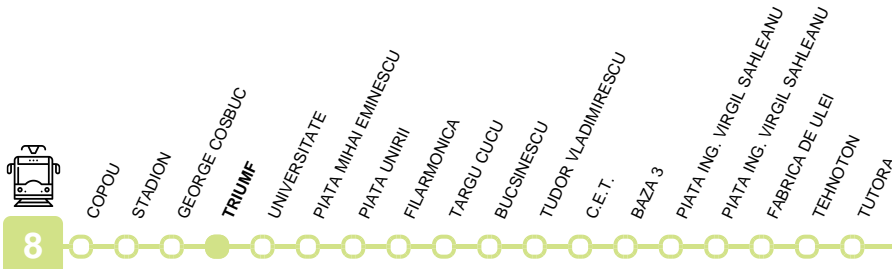 COPOU
STADION
GEORGE COSBUC
TRIUMF
UNIVERSITATE
PIATA MIHAI EMINESCU
PIATA UNIRII
FILARMONICA
TARGU CUCU
BUCSINESCU
TUDOR VLADIMIRESCU
C.E.T.
BAZA 3
PIATA ING. VIRGIL SAHLEANU
PIATA ING. VIRGIL SAHLEANU
FABRICA DE ULEI
TEHNOTON
TUTORA
8